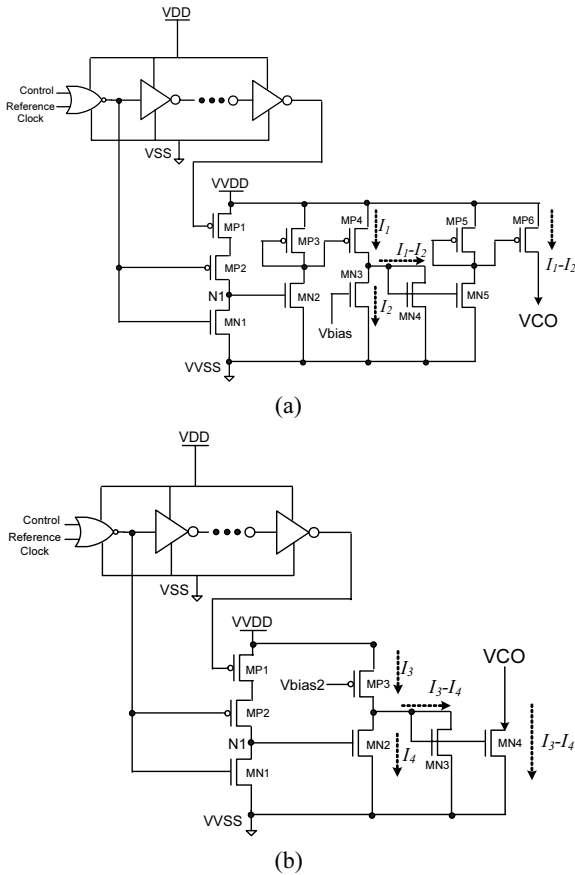 VDD
Control
Reference
Clock
VSS
VVDD
MP1
MP2
N1
MN1
VVSS
MP3
MN2
MP4
I1
I1-I2
MN3
Vbias
I2
MN4
MP5
MN5
MP6
I1-I2
VCO
(a)
VDD
Control
Reference
Clock
VSS
VVDD
MP1
MP2
N1
MN1
VVSS
Vbias2
MP3
I3
I3-I4
MN2
I4
MN3
VCO
MN4
I3-I4
(b)